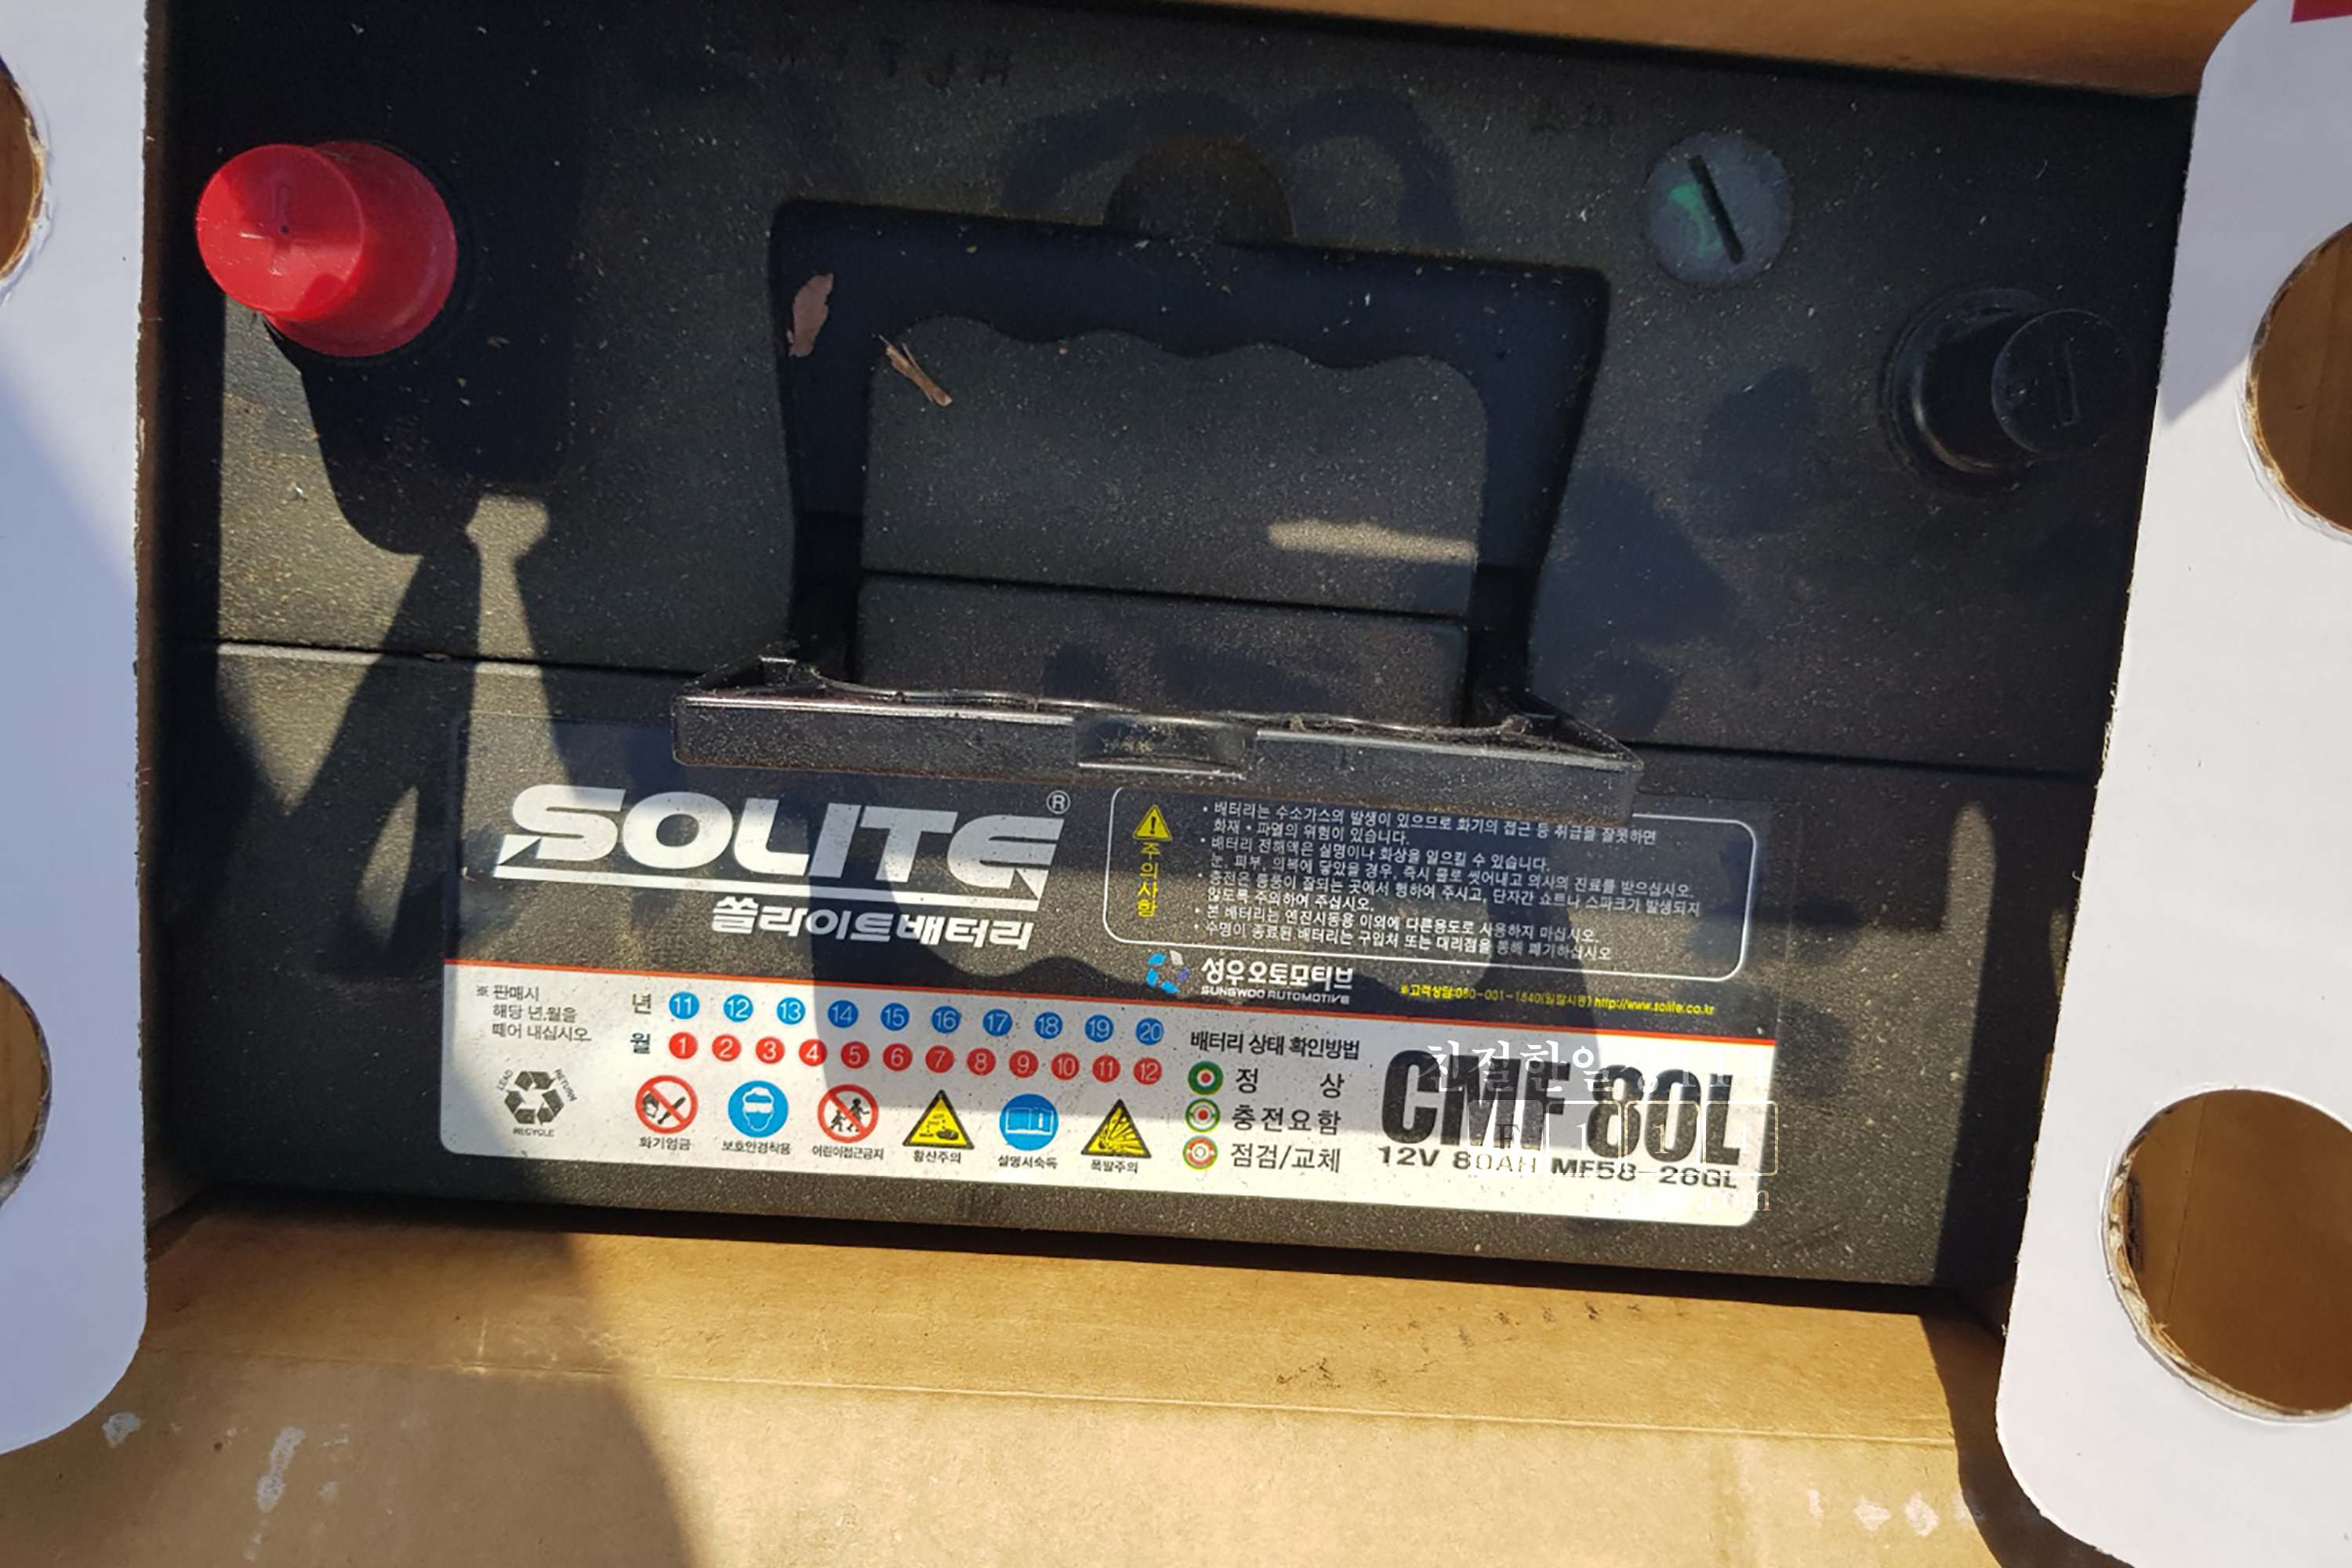 SOLITE®
쏠라이트배터리
주의사항
• 배터리는 수소가스의 발생이 있으므로 화기의 접근 등 취급을 잘못하면
화재 • 파열의 위험이 있습니다.
• 배터리 전해액은 실명이나 화상을 일으킬 수 있습니다.
눈, 피부, 의복에 닿았을 경우, 즉시 물로 씻어내고 의사의 진료를 받으십시오.
• 충전은 통풍이 잘되는 곳에서 행하여 주시고, 단자간 쇼트나 스파크가 발생되지
않도록 주의하여 주십시오.
• 본 배터리는 엔진시동용 이외에 다른용도로 사용하지 마십시오.
• 수명이 종료된 배터리는 구입처 또는 대리점을 통해 폐기하십시오
성우오토모티브
SUNGWOO AUTOMOTIVE
※고객상담:080-001-1540 http://www.solite.co.kr
※ 판매시
해당 년,월을
떼어 내십시오.
년 11 12 13 14 15 16 17 18 19 20
월 1 2 3 4 5 6 7 8 9 10 11 12
LEAD RETURN
RECYCLE
화기엄금
보호안경착용
어린이접근금지
황산주의
설명서숙독
폭발주의
배터리 상태 확인방법
정 상
충전요함
점검/교체
CMF 80L
12V 80AH MF58-28GL
친절한일